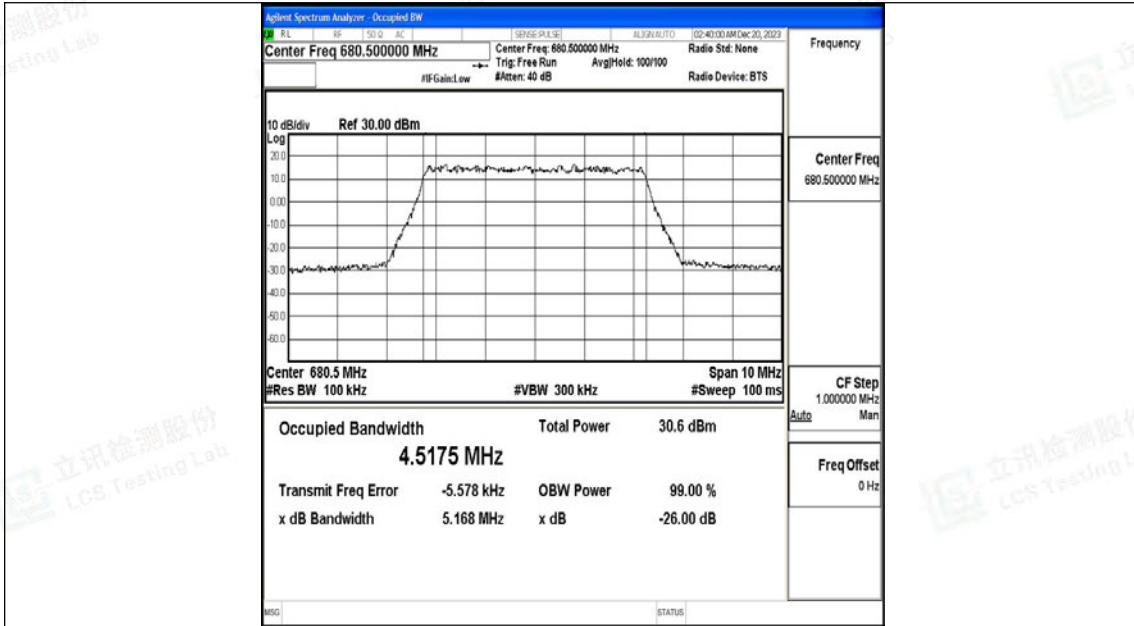 Agilent Spectrum Analyzer - Occupied BW
RL RF 50 Ω AC SENSE:PULSE ALIGN AUTO 02:40:00 AM Dec 20, 2023
Center Freq 680.500000 MHz
Center Freq: 680.500000 MHz
Radio Std: None
Trig: Free Run Avg|Hold: 100/100
#IFGain:Low
#Atten: 40 dB
Radio Device: BTS
10 dB/div Ref 30.00 dBm
Log
20.0
10.0
0.00
-10.0
-20.0
-30.0
-40.0
-50.0
-60.0
Center 680.5 MHz Span 10 MHz
#Res BW 100 kHz #VBW 300 kHz #Sweep 100 ms
Occupied Bandwidth Total Power 30.6 dBm
4.5175 MHz
Transmit Freq Error -5.578 kHz OBW Power 99.00 %
x dB Bandwidth 5.168 MHz x dB -26.00 dB
MSG STATUS
Frequency
Center Freq
680.500000 MHz
CF Step
1.000000 MHz
Auto Man
Freq Offset
0 Hz
立讯检测股份
LCS Testing Lab
立讯检测股份
LCS Testing